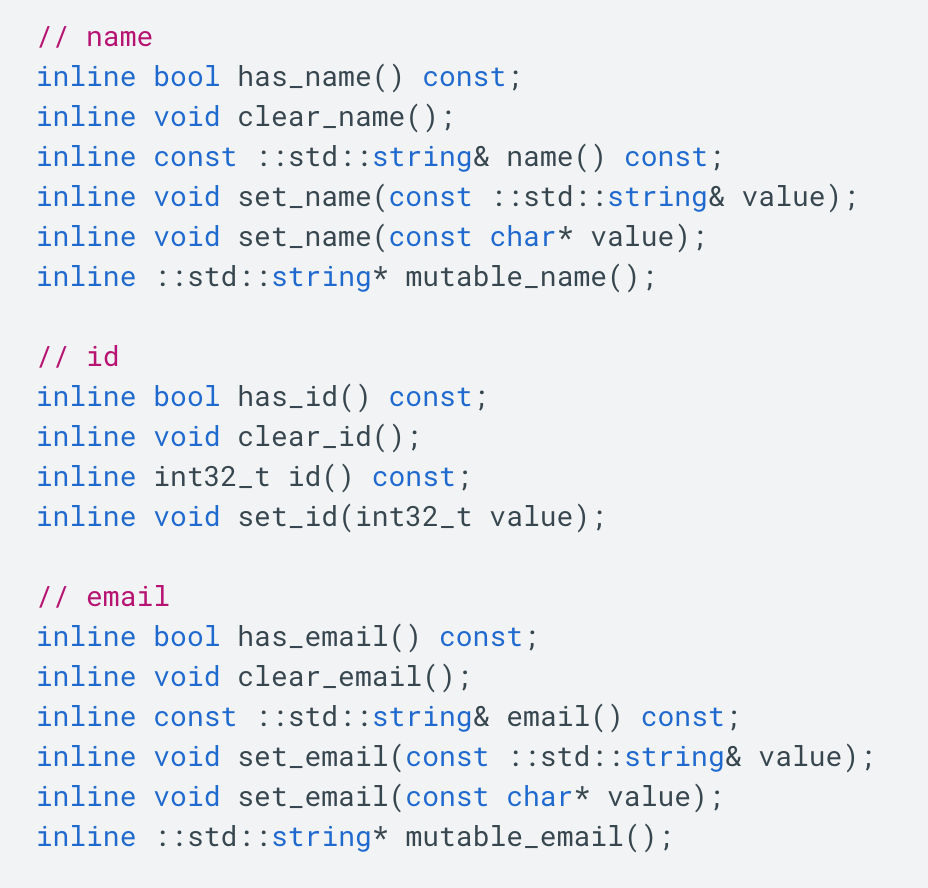 // name
inline bool has_name() const;
inline void clear_name();
inline const ::std::string& name() const;
inline void set_name(const ::std::string& value);
inline void set_name(const char* value);
inline ::std::string* mutable_name();

// id
inline bool has_id() const;
inline void clear_id();
inline int32_t id() const;
inline void set_id(int32_t value);

// email
inline bool has_email() const;
inline void clear_email();
inline const ::std::string& email() const;
inline void set_email(const ::std::string& value);
inline void set_email(const char* value);
inline ::std::string* mutable_email();